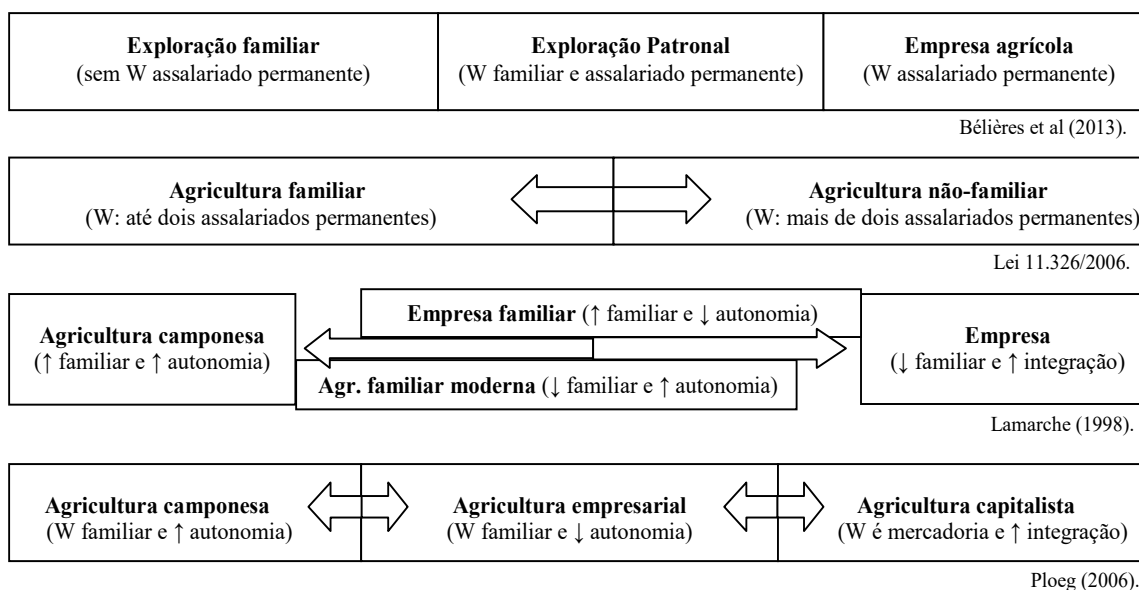 Exploração familiar
(sem W assalariado permanente)
Exploração Patronal
(W familiar e assalariado permanente)
Empresa agrícola
(W assalariado permanente)
Bélières et al (2013).
Agricultura familiar
(W: até dois assalariados permanentes)
Agricultura não-familiar
(W: mais de dois assalariados permanentes)
Lei 11.326/2006.
Agricultura camponesa
(↑ familiar e ↑ autonomia)
Empresa familiar (↑ familiar e ↓ autonomia)
Agr. familiar moderna (↓ familiar e ↑ autonomia)
Empresa
(↓ familiar e ↑ integração)
Lamarche (1998).
Agricultura camponesa
(W familiar e ↑ autonomia)
Agricultura empresarial
(W familiar e ↓ autonomia)
Agricultura capitalista
(W é mercadoria e ↑ integração)
Ploeg (2006).